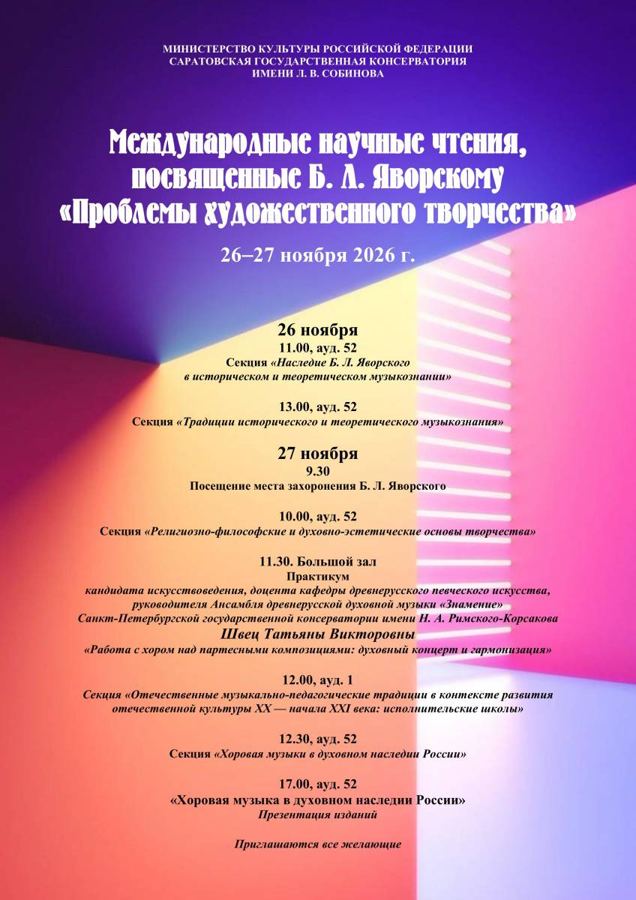 МИНИСТЕРСТВО КУЛЬТУРЫ РОССИЙСКОЙ ФЕДЕРАЦИИ
САРАТОВСКАЯ ГОСУДАРСТВЕННАЯ КОНСЕРВАТОРИЯ
ИМЕНИ Л. В. СОБИНОВА
Международные научные чтения,
посвященные Б. Л. Яворскому
«Проблемы художественного творчества»
26–27 ноября 2026 г.
26 ноября
11.00, ауд. 52
Секция «Наследие Б. Л. Яворского
в историческом и теоретическом музыкознании»
13.00, ауд. 52
Секция «Традиции исторического и теоретического музыкознания»
27 ноября
9.30
Посещение места захоронения Б. Л. Яворского
10.00, ауд. 52
Секция «Религиозно-философские и духовно-эстетические основы творчества»
11.30. Большой зал
Практикум
кандидата искусствоведения, доцента кафедры древнерусского певческого искусства,
руководителя Ансамбля древнерусской духовной музыки «Знамение»
Санкт-Петербургской государственной консерватории имени Н. А. Римского-Корсакова
Швец Татьяны Викторовны
«Работа с хором над партесными композициями: духовный концерт и гармонизация»
12.00, ауд. 1
Секция «Отечественные музыкально-педагогические традиции в контексте развития
отечественной культуры XX — начала XXI века: исполнительские школы»
12.30, ауд. 52
Секция «Хоровая музыки в духовном наследии России»
17.00, ауд. 52
«Хоровая музыка в духовном наследии России»
Презентация изданий
Приглашаются все желающие